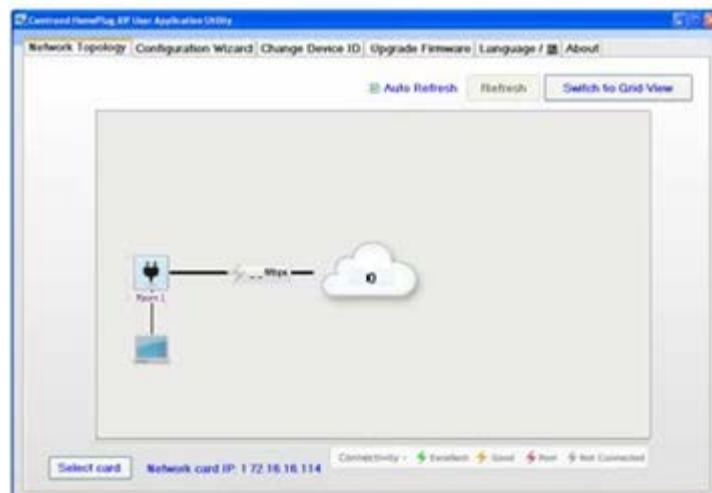 Comtrend HomePlug AV User Application Utility
Network Topology Configuration Wizard Change Device ID Upgrade Firmware Language / About
Auto Refresh Refresh Switch to Grid View
_ _ Mbps
Room 1
Select card Network card IP: 172.16.16.114
Connectivity - Excellent Good Poor Not Connected